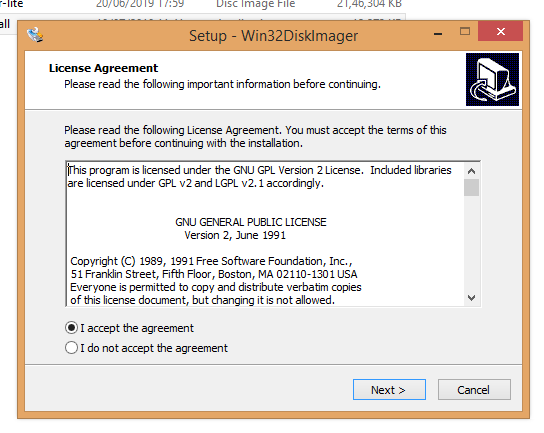 r-lite 20/06/2019 17:59 Disc Image File 21,46,304 KB
Setup - Win32DiskImager
License Agreement
Please read the following important information before continuing.
Please read the following License Agreement. You must accept the terms of this
agreement before continuing with the installation.
This program is licensed under the GNU GPL Version 2 License.  Included libraries
are licensed under GPL v2 and LGPL v2.1 accordingly.
GNU GENERAL PUBLIC LICENSE
Version 2, June 1991
Copyright (C) 1989, 1991 Free Software Foundation, Inc.,
51 Franklin Street, Fifth Floor, Boston, MA 02110-1301 USA
Everyone is permitted to copy and distribute verbatim copies
of this license document, but changing it is not allowed.
I accept the agreement
I do not accept the agreement
Next >
Cancel